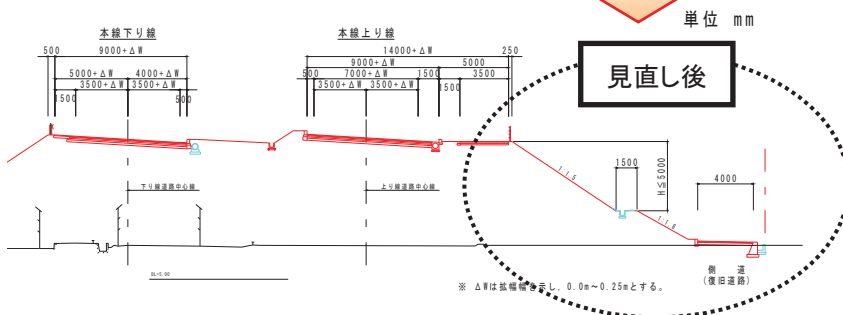 単位 mm
本線下り線
本線上り線
見直し後
500
9000+ΔW
14000+ΔW
250
9000+ΔW
5000
5000+ΔW
4000+ΔW
500
7000+ΔW
1500
3500
3500+ΔW
3500+ΔW
3500+ΔW
3500+ΔW
1500
500
1500
1:1.5
1500
H≦5000
4000
下り線道路中心線
上り線道路中心線
1:1.8
側 道
(復旧道路)
DL=5.00
※ ΔWは拡幅幅を示し、0.0m~0.25mとする。